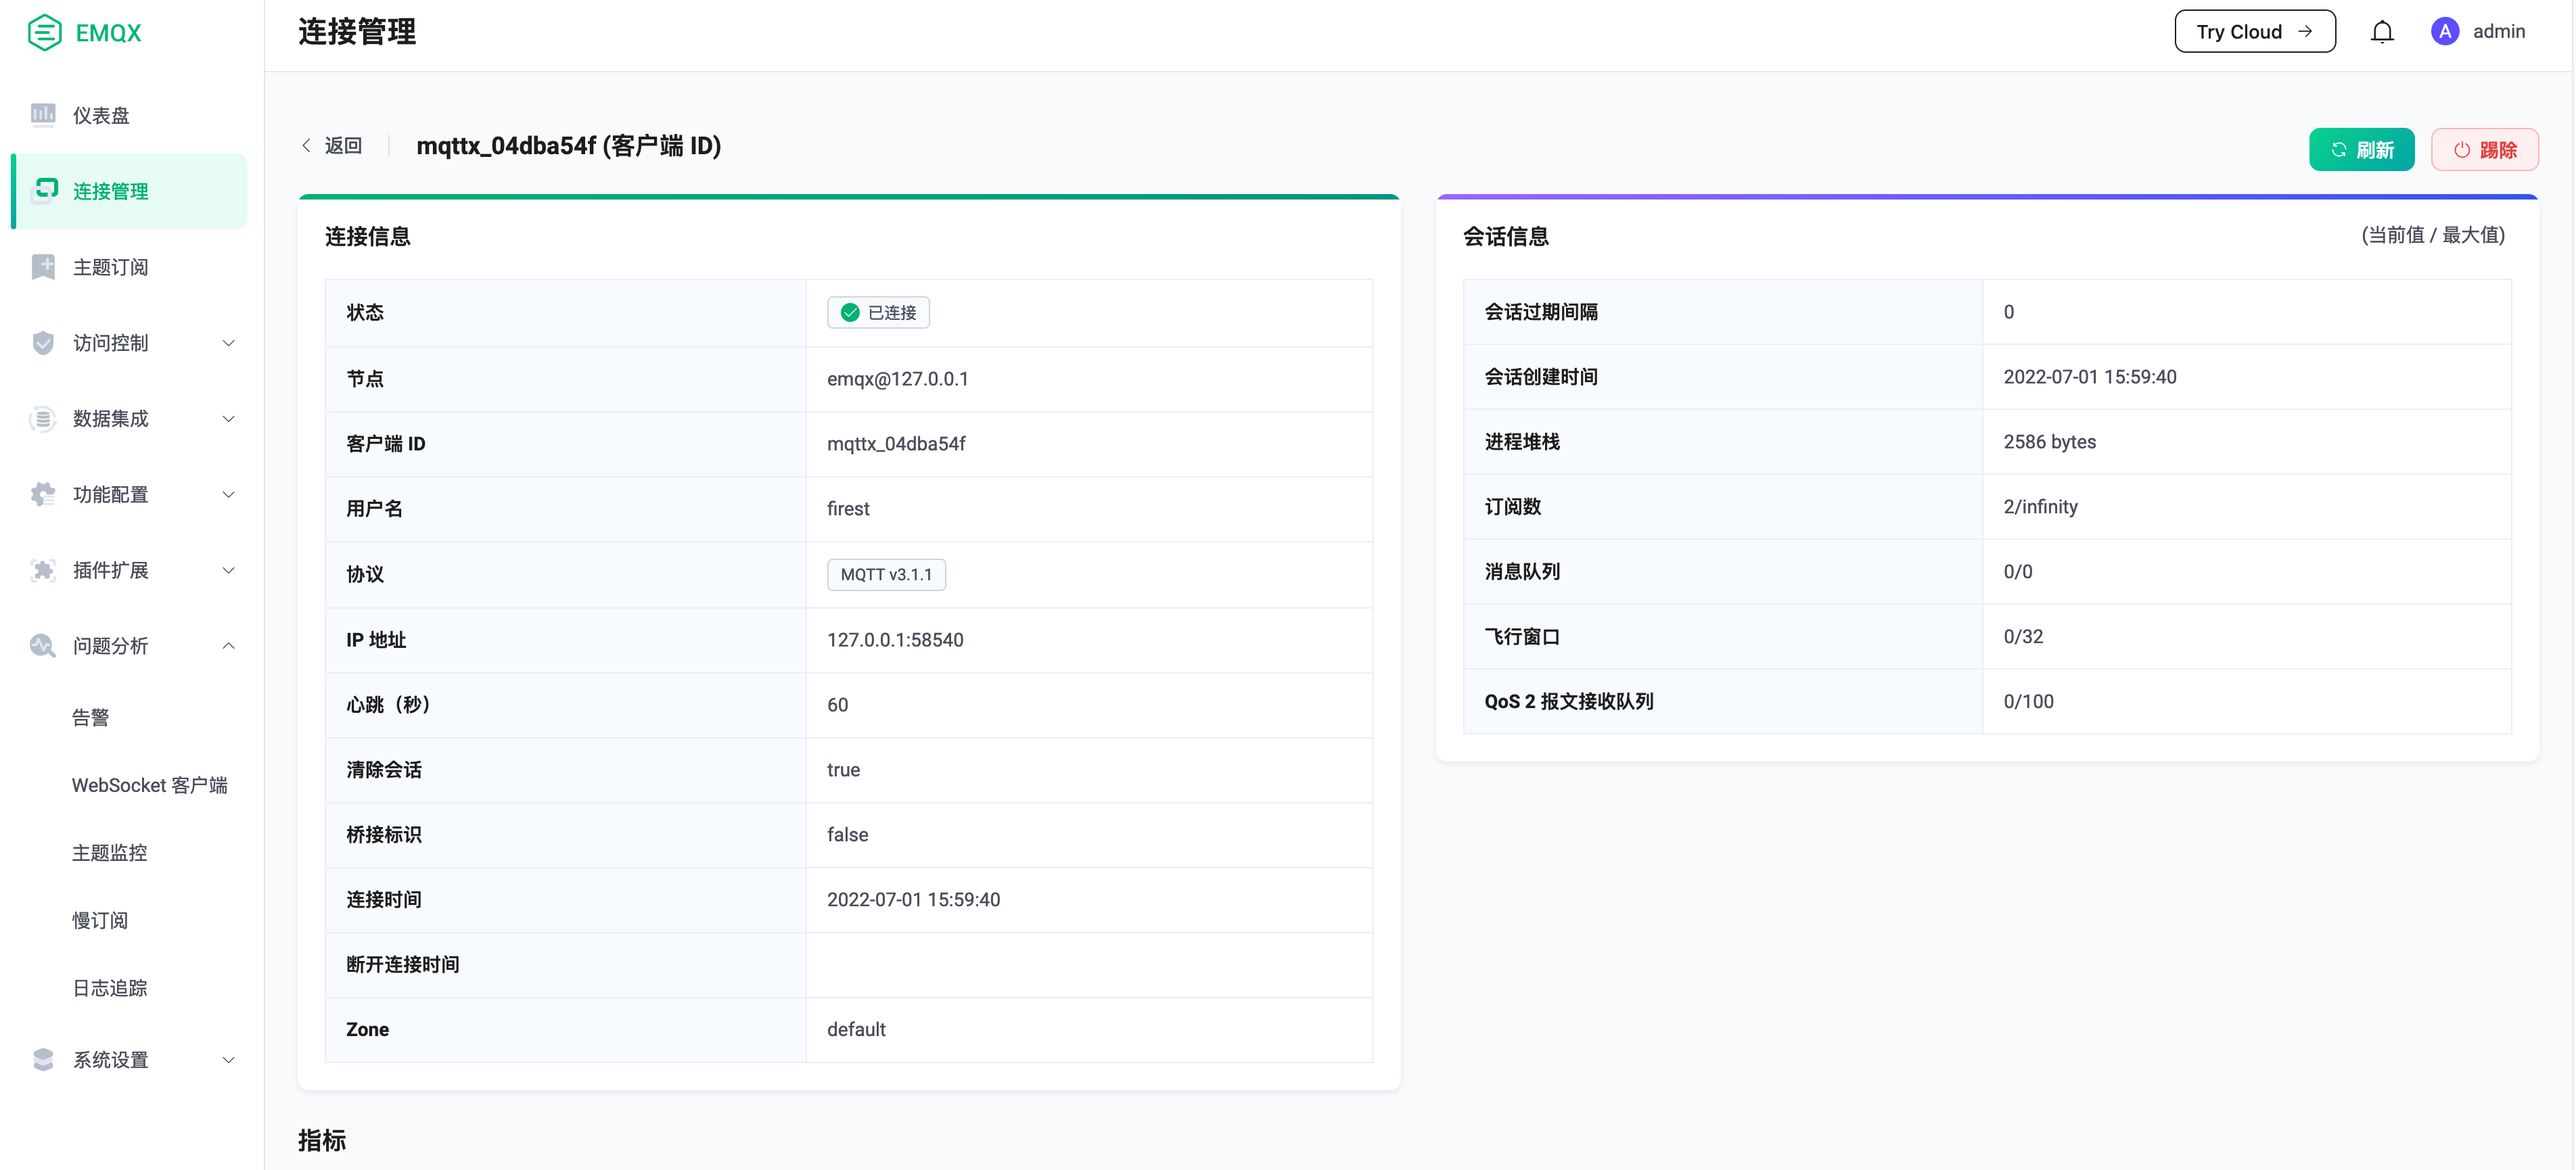 EMQX
连接管理
Try Cloud →
A
admin
仪表盘
连接管理
主题订阅
访问控制
数据集成
功能配置
插件扩展
问题分析
告警
WebSocket 客户端
主题监控
慢订阅
日志追踪
系统设置
返回
mqttx_04dba54f (客户端 ID)
刷新
踢除
连接信息
状态 已连接
节点 emqx@127.0.0.1
客户端 ID mqttx_04dba54f
用户名 firest
协议 MQTT v3.1.1
IP 地址 127.0.0.1:58540
心跳（秒） 60
清除会话 true
桥接标识 false
连接时间 2022-07-01 15:59:40
断开连接时间
Zone default
会话信息 (当前值 / 最大值)
会话过期间隔 0
会话创建时间 2022-07-01 15:59:40
进程堆栈 2586 bytes
订阅数 2/infinity
消息队列 0/0
飞行窗口 0/32
QoS 2 报文接收队列 0/100
指标